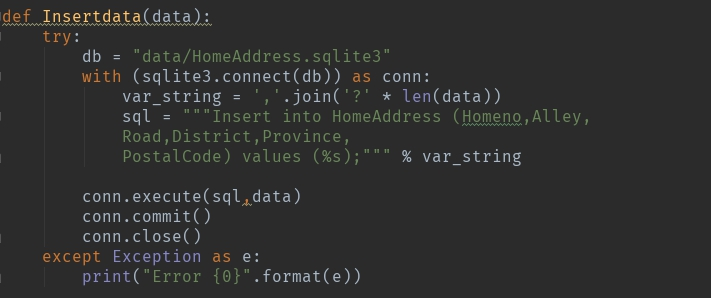 def Insertdata(data):
    try:
        db = "data/HomeAddress.sqlite3"
        with (sqlite3.connect(db)) as conn:
            var_string = ','.join('?' * len(data))
            sql = """Insert into HomeAddress (Homeno,Alley,
            Road,District,Province,
            PostalCode) values (%s);""" % var_string

        conn.execute(sql,data)
        conn.commit()
        conn.close()
    except Exception as e:
        print("Error {0}".format(e))